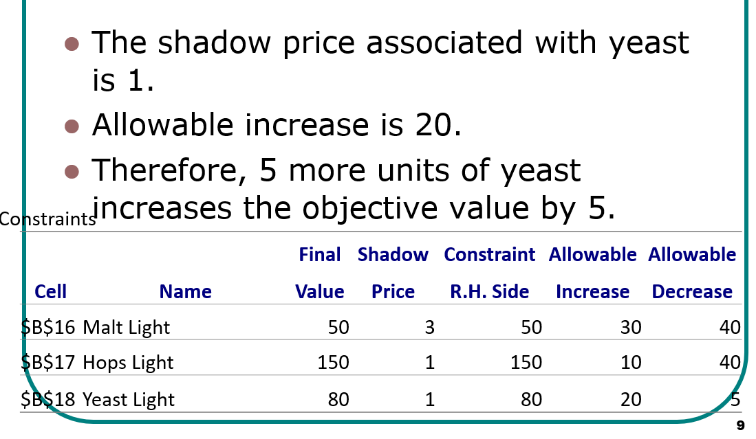 • The shadow price associated with yeast
is 1.
• Allowable increase is 20.
• Therefore, 5 more units of yeast
increases the objective value by 5.
Constraints
Final Shadow Constraint Allowable Allowable
Cell Name Value Price R.H. Side Increase Decrease
$B$16 Malt Light 50 3 50 30 40
$B$17 Hops Light 150 1 150 10 40
$B$18 Yeast Light 80 1 80 20 5
9